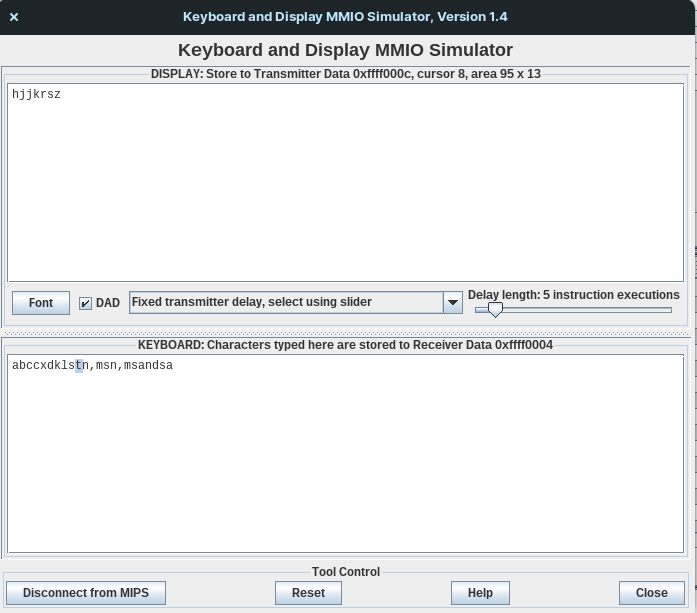 Keyboard and Display MMIO Simulator, Version 1.4
Keyboard and Display MMIO Simulator
DISPLAY: Store to Transmitter Data 0xffff000c, cursor 8, area 95 x 13
hjjkrsz
Font
DAD
Fixed transmitter delay, select using slider
Delay length: 5 instruction executions
KEYBOARD: Characters typed here are stored to Receiver Data 0xffff0004
abccxdklstn,msn,msandsa
Tool Control
Disconnect from MIPS
Reset
Help
Close